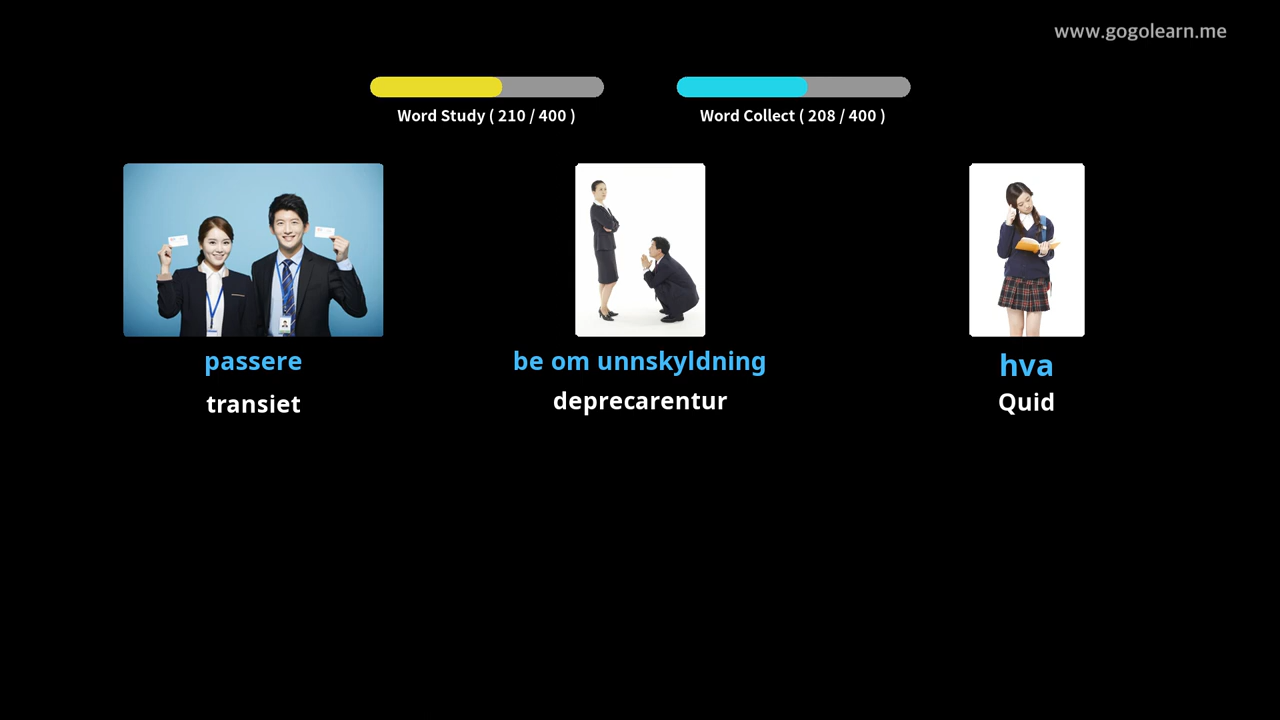 www.gogolearn.me
Word Study ( 210 / 400 )
Word Collect ( 208 / 400 )
passere
transiet
be om unnskyldning
deprecarentur
hva
Quid